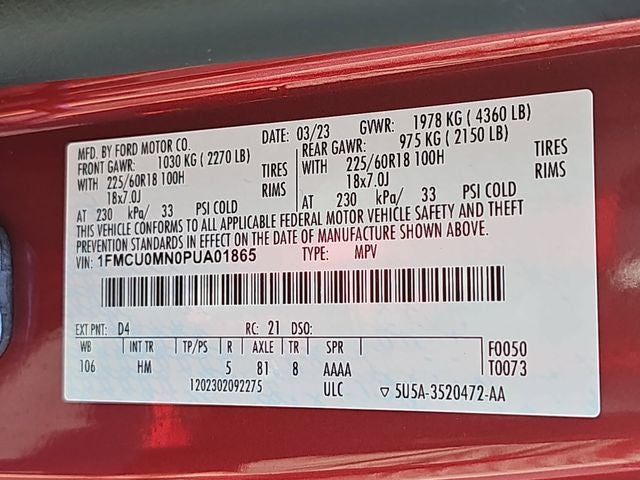 MFD. BY FORD MOTOR CO. DATE: 03/23 GVWR: 1978 KG ( 4360 LB)
FRONT GAWR: 1030 KG ( 2270 LB) REAR GAWR: 975 KG ( 2150 LB)
WITH 225/60R18 100H TIRES WITH 225/60R18 100H TIRES
18x7.0J RIMS 18x7.0J RIMS
AT 230 kPa/ 33 PSI COLD AT 230 kPa/ 33 PSI COLD
THIS VEHICLE CONFORMS TO ALL APPLICABLE FEDERAL MOTOR VEHICLE SAFETY AND THEFT
PREVENTION STANDARDS IN EFFECT ON THE DATE OF MANUFACTURE SHOWN ABOVE.
VIN: 1FMCU0MN0PUA01865 TYPE: MPV
EXT PNT: D4 RC: 21 DSO:
WB INT TR TP/PS R AXLE TR SPR F0050
106 HM 5 81 8 AAAA T0073
1202302092275 ULC ▽ 5U5A-3520472-AA